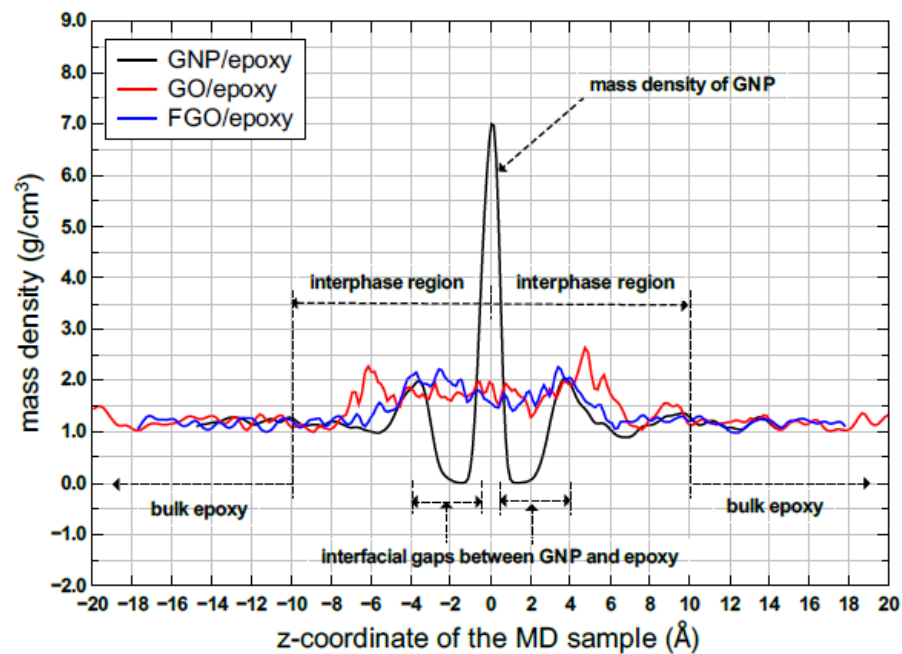 9.0
8.0
7.0
6.0
5.0
4.0
3.0
2.0
1.0
0.0
−1.0
−2.0
mass density (g/cm³)
GNP/epoxy
GO/epoxy
FGO/epoxy
mass density of GNP
interphase region interphase region
bulk epoxy bulk epoxy
interfacial gaps between GNP and epoxy
−20 −18 −16 −14 −12 −10 −8 −6 −4 −2 0 2 4 6 8 10 12 14 16 18 20
z-coordinate of the MD sample (Å)